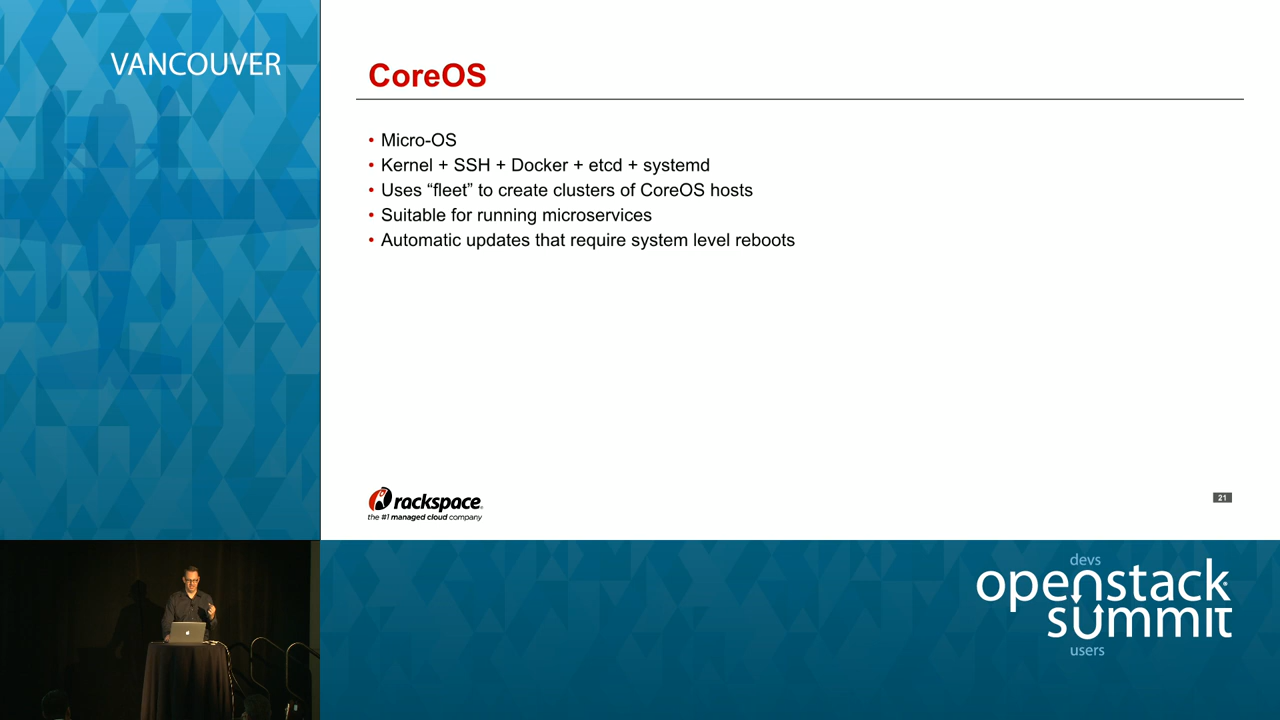 VANCOUVER
CoreOS
• Micro-OS
• Kernel + SSH + Docker + etcd + systemd
• Uses “fleet” to create clusters of CoreOS hosts
• Suitable for running microservices
• Automatic updates that require system level reboots
rackspace®
the #1 managed cloud company
21
devs
openstack®
summit
users